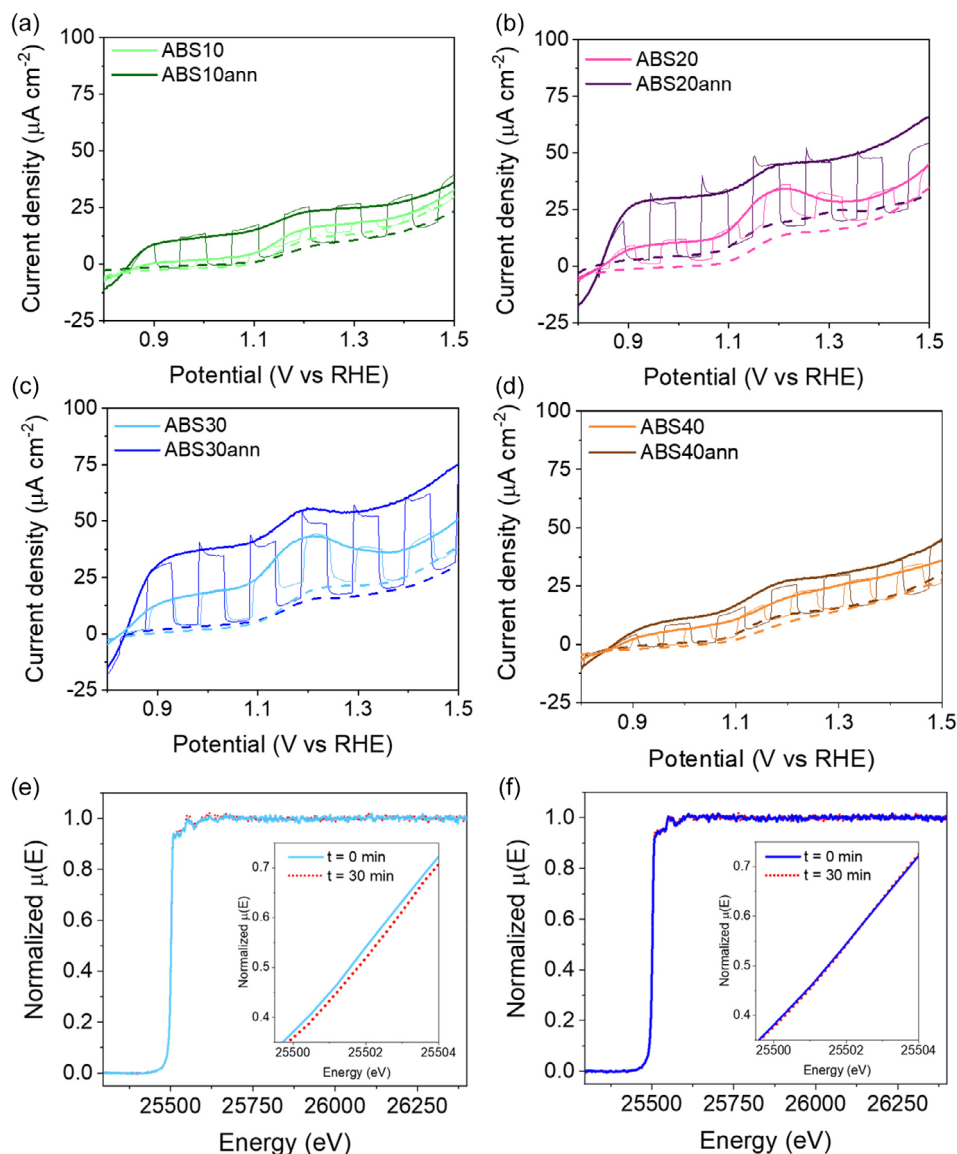 (a)
100
75
50
25
0
-25
0.9 1.1 1.3 1.5
Current density (μA cm⁻²)
Potential (V vs RHE)
ABS10
ABS10ann
(b)
100
75
50
25
0
-25
0.9 1.1 1.3 1.5
Current density (μA cm⁻²)
Potential (V vs RHE)
ABS20
ABS20ann
(c)
100
75
50
25
0
-25
0.9 1.1 1.3 1.5
Current density (μA cm⁻²)
Potential (V vs RHE)
ABS30
ABS30ann
(d)
100
75
50
25
0
-25
0.9 1.1 1.3 1.5
Current density (μA cm⁻²)
Potential (V vs RHE)
ABS40
ABS40ann
(e)
1.0
0.8
0.6
0.4
0.2
0.0
25500 25750 26000 26250
Normalized μ(E)
Energy (eV)
t = 0 min
t = 30 min
0.7
0.6
0.5
0.4
25500 25502 25504
Normalized μ(E)
Energy (eV)
(f)
1.0
0.8
0.6
0.4
0.2
0.0
25500 25750 26000 26250
Normalized μ(E)
Energy (eV)
t = 0 min
t = 30 min
0.7
0.6
0.5
0.4
25500 25502 25504
Normalized μ(E)
Energy (eV)